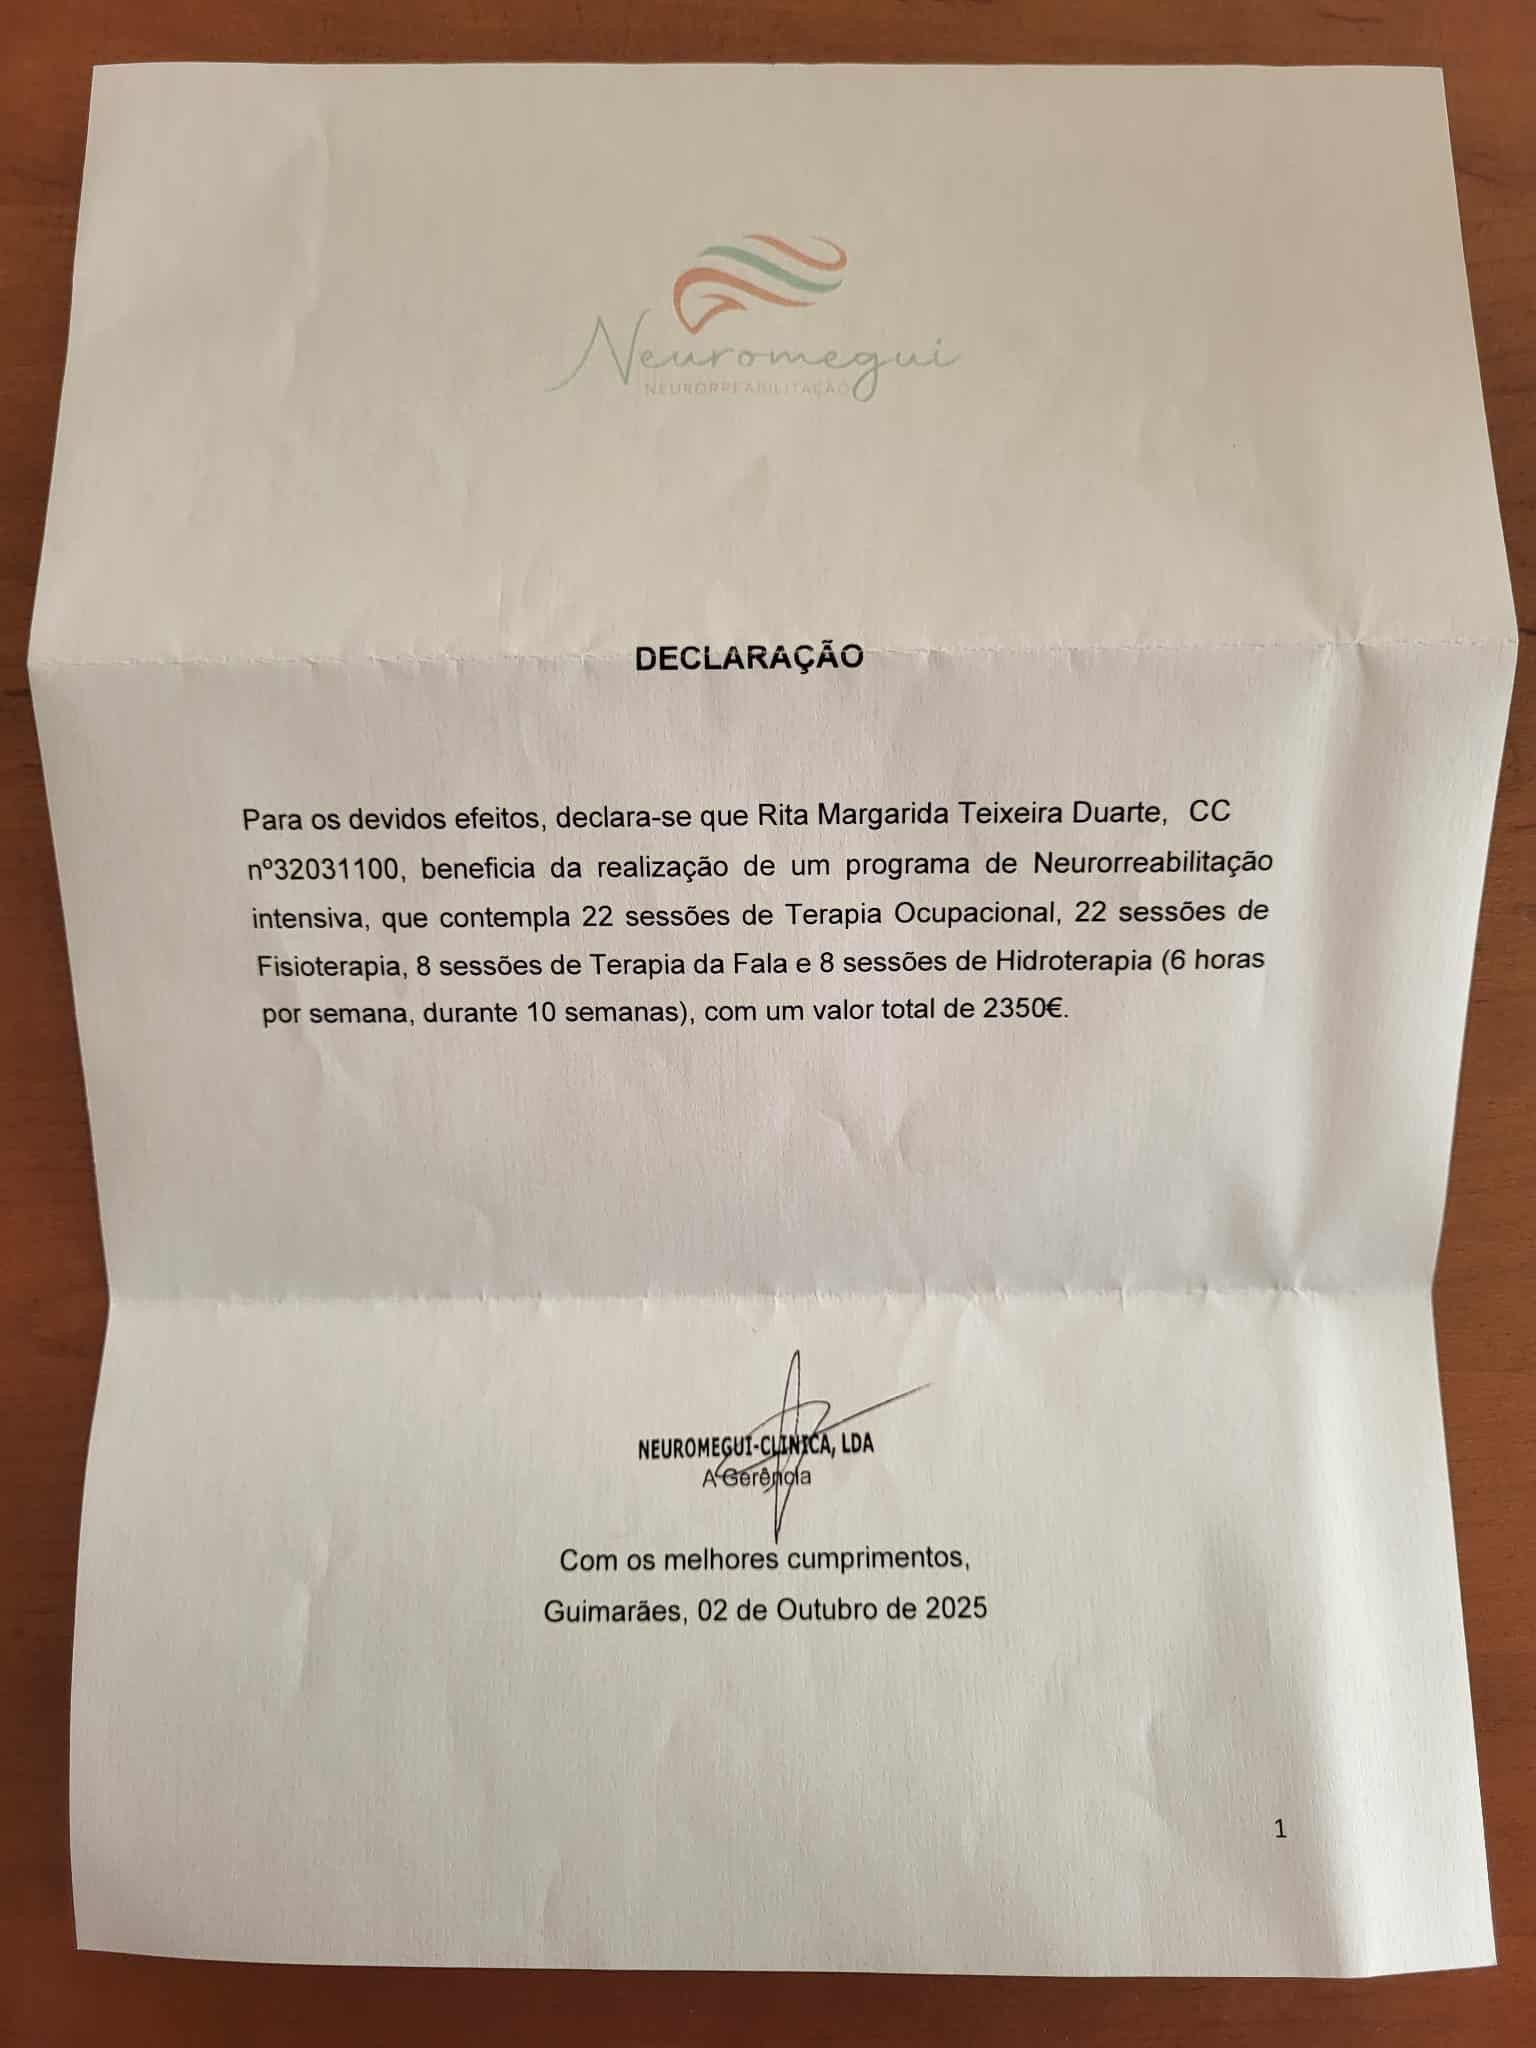 Neuromegui
NEURORREABILITAÇÃO
DECLARAÇÃO
Para os devidos efeitos, declara-se que Rita Margarida Teixeira Duarte, CC
nº32031100, beneficia da realização de um programa de Neurorreabilitação
intensiva, que contempla 22 sessões de Terapia Ocupacional, 22 sessões de
Fisioterapia, 8 sessões de Terapia da Fala e 8 sessões de Hidroterapia (6 horas
por semana, durante 10 semanas), com um valor total de 2350€.
NEUROMEGUI-CLINICA, LDA
A Gerência
Com os melhores cumprimentos,
Guimarães, 02 de Outubro de 2025
1